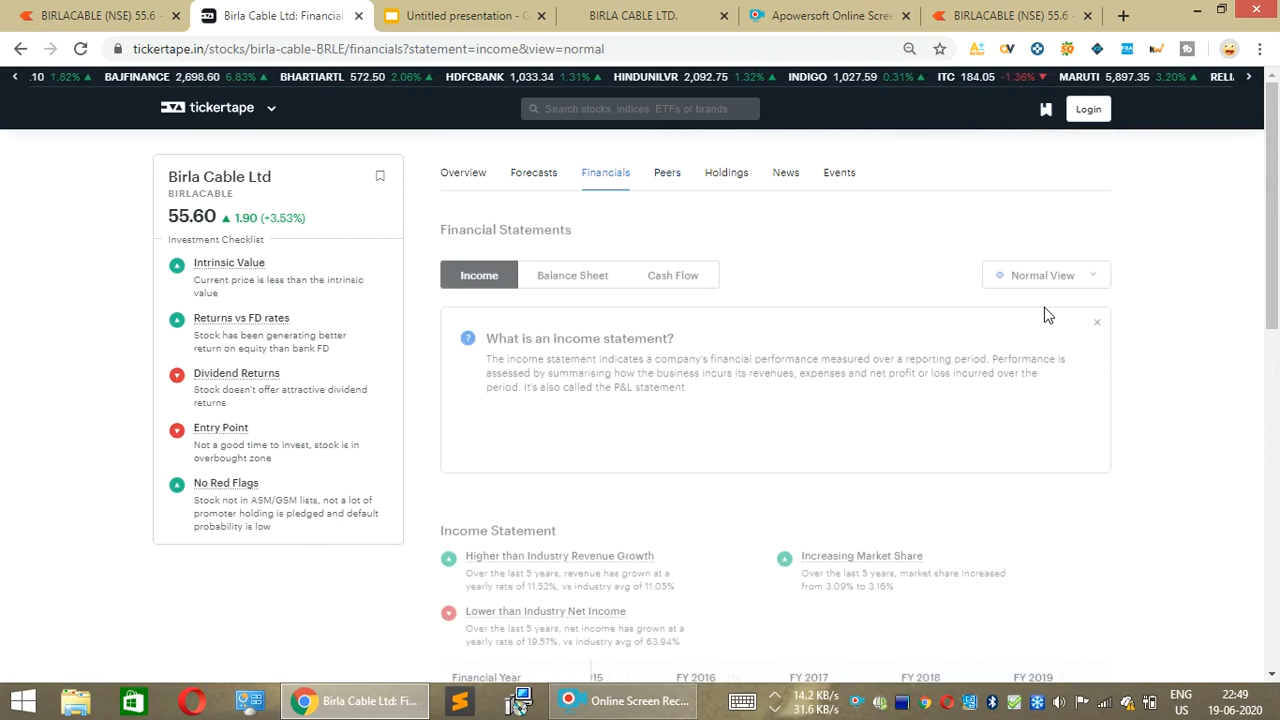 BIRLACABLE (NSE) 55.6 -
Birla Cable Ltd: Financial
Untitled presentation - G
BIRLA CABLE LTD.
Apowersoft Online Scree
BIRLACABLE (NSE) 55.6 -
tickertape.in/stocks/birla-cable-BRLE/financials?statement=income&view=normal
.10 1.82% BAJFINANCE 2,698.60 6.83% BHARTIARTL 572.50 2.06% HDFCBANK 1,033.34 1.31% HINDUNILVR 2,092.75 1.32% INDIGO 1,027.59 0.31% ITC 184.05 -1.36% MARUTI 5,897.35 3.20% RELI
tickertape
Search stocks, indices, ETFs or brands
Login
Birla Cable Ltd
BIRLACABLE
55.60 1.90 (+3.53%)
Investment Checklist
Intrinsic Value
Current price is less than the intrinsic
value
Returns vs FD rates
Stock has been generating better
return on equity than bank FD
Dividend Returns
Stock doesn't offer attractive dividend
returns
Entry Point
Not a good time to invest, stock is in
overbought zone
No Red Flags
Stock not in ASM/GSM lists, not a lot of
promoter holding is pledged and default
probability is low
Overview Forecasts Financials Peers Holdings News Events
Financial Statements
Income Balance Sheet Cash Flow
Normal View
What is an income statement?
The income statement indicates a company's financial performance measured over a reporting period. Performance is
assessed by summarising how the business incurs its revenues, expenses and net profit or loss incurred over the
period. It's also called the P&L statement
Income Statement
Higher than Industry Revenue Growth
Over the last 5 years, revenue has grown at a
yearly rate of 11.52%, vs industry avg of 11.05%
Increasing Market Share
Over the last 5 years, market share increased
from 3.09% to 3.16%
Lower than Industry Net Income
Over the last 5 years, net income has grown at a
yearly rate of 19.57%, vs industry avg of 63.94%
Financial Year 15 FY 2016 FY 2017 FY 2018 FY 2019
Birla Cable Ltd: Fi...
Online Screen Rec...
14.2 KB/s
31.6 KB/s
ENG
US
22:49
19-06-2020